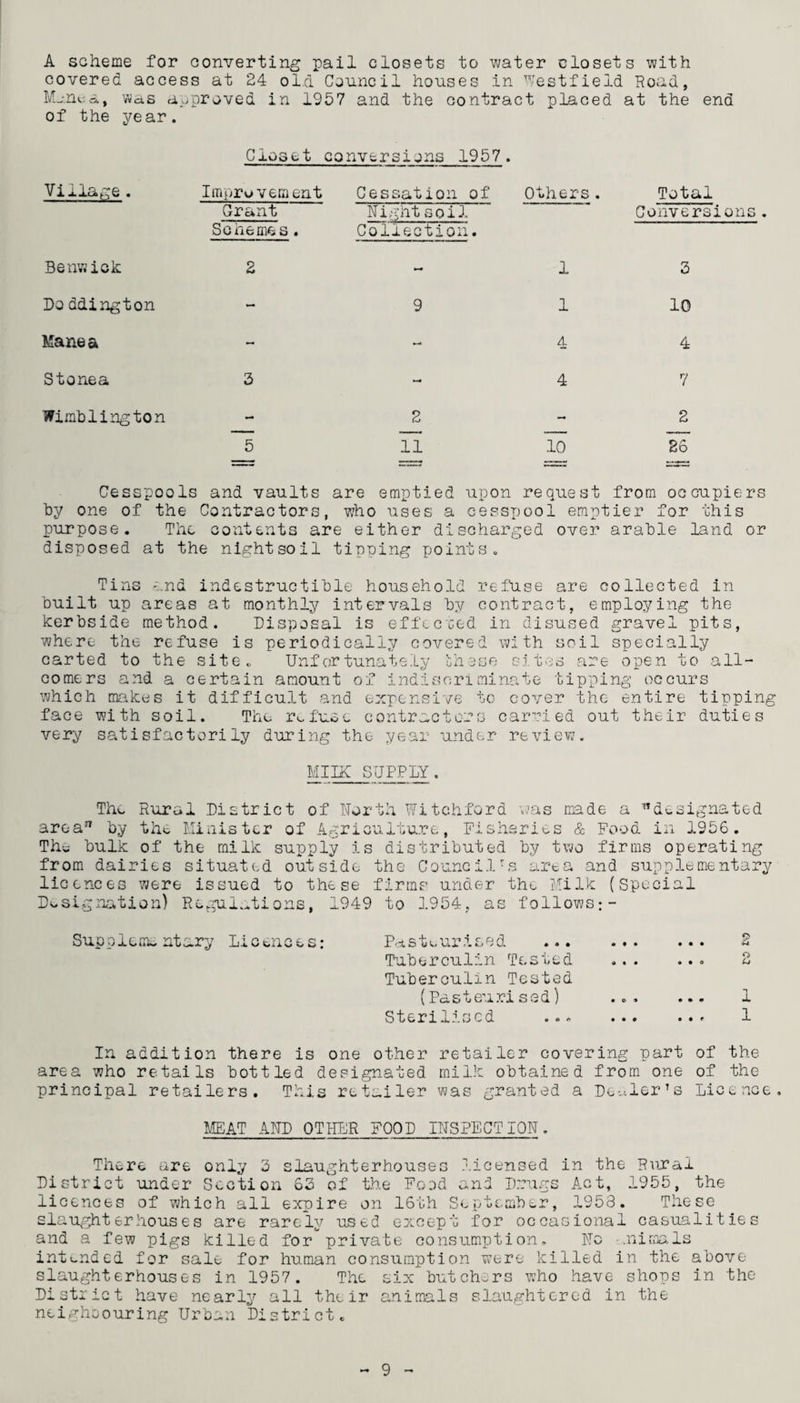 A scheme for converting pail closets to water closets with
covered access at 24 old Council houses in Westfield Road,
Manea, was approved in 1957 and the contract placed at the end
of the year.
Closet conversions 1957.
Village. Improvement Cessation of Others. Total
Grant Nightsoil Conversions.
Schemes. Collection.
Benwick 2 - 1 3
Doddington - 9 1 10
Manea - - 4 4
Stonea 3 - 4 7
Wimblington - 2 - 2
5 11 10 26
Cesspools and vaults are emptied upon request from occupiers
by one of the Contractors, who uses a cesspool emptier for this
purpose. The contents are either discharged over arable land or
disposed at the nightsoil tipping points.
Tins and indestructible household refuse are collected in
built up areas at monthly intervals by contract, employing the
kerbside method. Disposal is effected in disused gravel pits,
where the refuse is periodically covered with soil specially
carted to the site. Unfortunately these sites are open to all-
comers and a certain amount of indiscriminate tipping occurs
which makes it difficult and expensive to cover the entire tipping
face with soil. The refuse contractors carried out their duties
very satisfactorily during the year under review.
MILK SUPPLY.
The Rural District of North Witchford was made a "designated
area" by the Minister of Agriculture, Fisheries & Food in 1956.
The bulk of the milk supply is distributed by two firms operating
from dairies situated outside the Council's area and supplementary
licences were issued to these firms under the Milk (Special
Designation) Regulations, 1949 to 1954, as follows:-
Supplementary Licences: Pasteurised ... ... ... 2
Tuberculin Tested ... ... 2
Tuberculin Tested
(Pasteurised) ... ... 1
Sterilised ... ... ... 1
In addition there is one other retailer covering part of the
area who retails bottled designated milk obtained from one of the
principal retailers. This retailer was granted a Dealer's Licence.
MEAT AND OTHER FOOD INSPECTION.
There are only 3 slaughterhouses licensed in the Rural
District under Section 63 of the Food and Drugs Act, 1955, the
licences of which all expire on 16th September, 1958. These
slaughterhouses are rarely used except for occasional casualities
and a few pigs killed for private consumption. No animals
intended for sale for human consumption were killed in the above
slaughterhouses in 1957. The six butchers who have shops in the
District have nearly all their animals slaughtered in the
neighbouring Urban District.
- 9 -